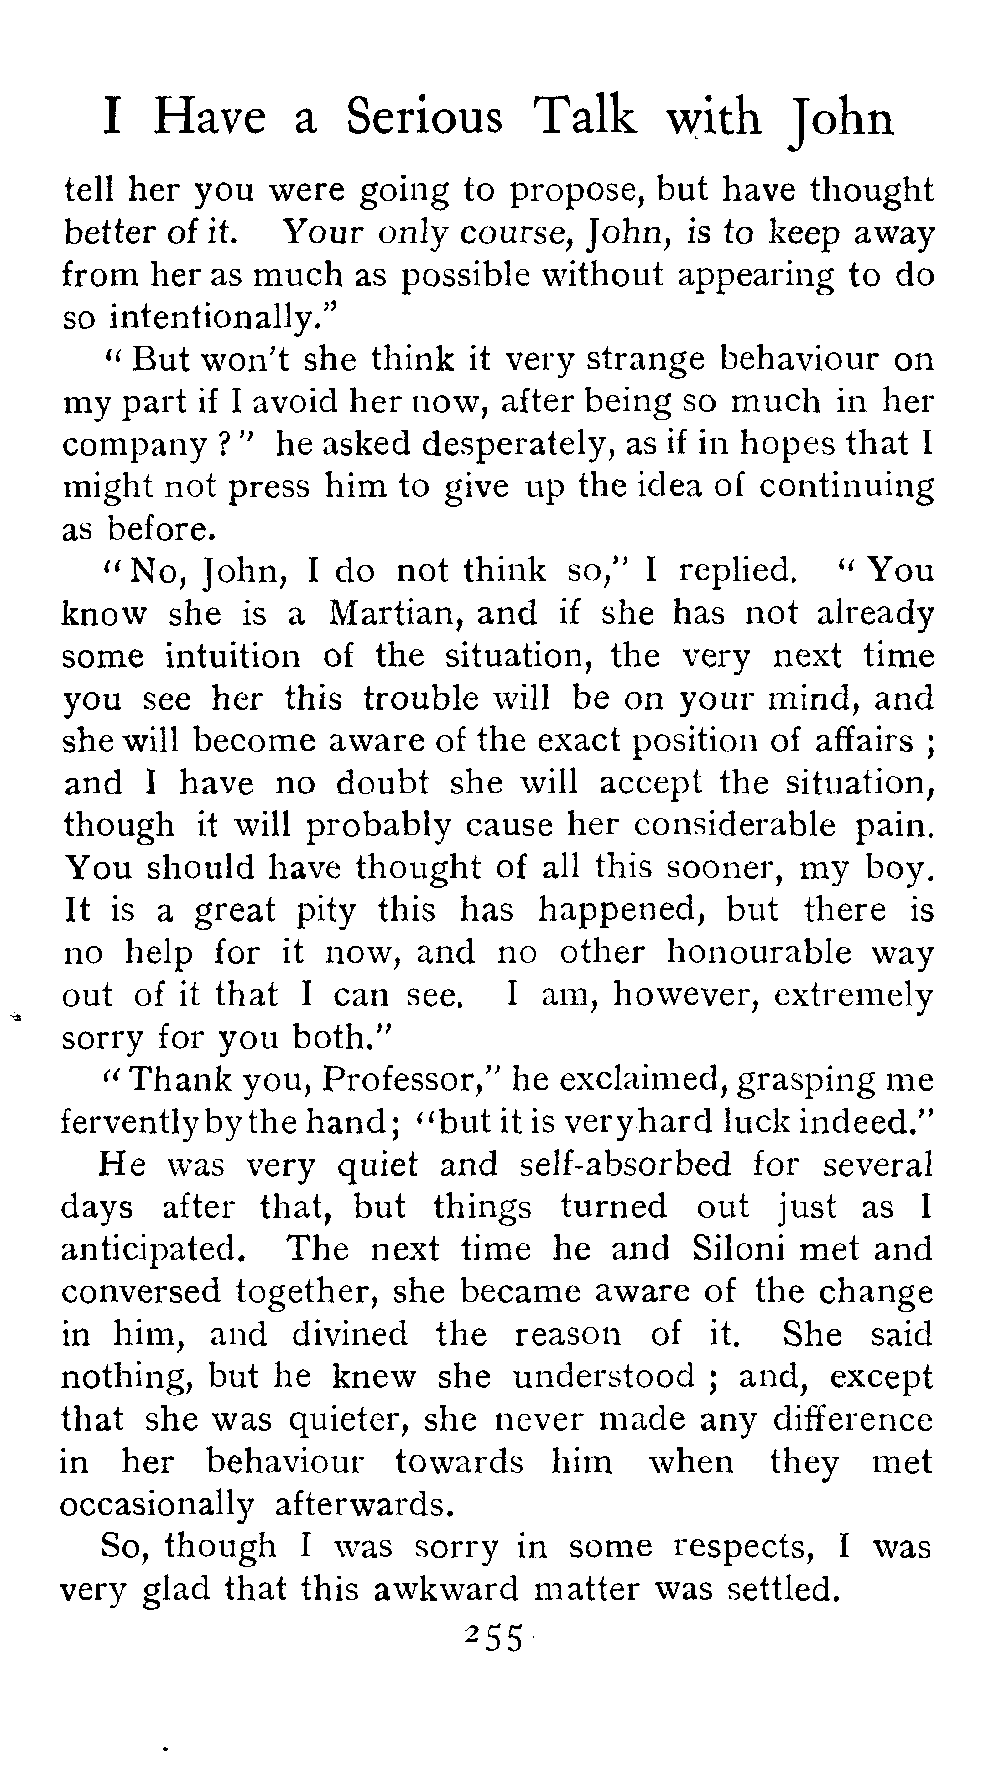 I Have a Serious Talk with John
tell her you were going to propose, but have thought
better of it. Your only course, John, is to keep away
from her as much as possible without appearing to do
so intentionally.”
“ But won't she think it very strange behaviour on
my part if I avoid her now, after being so much in her
company ? ” he asked desperately, as if in hopes that I
might not press him to give up the idea of continuing
as before.
“ No, John, I do not think so,” I replied. “ You
know she is a Martian, and if she has not already
some intuition of the situation, the very next time
you see her this trouble will be on your mind, and
she will become aware of the exact position of affairs ;
and I have no doubt she will accept the situation,
though it will probably cause her considerable pain.
You should have thought of all this sooner, my boy.
It is a great pity this has happened, but there is
no help for it now, and no other honourable way
out of it that I can see. I am, however, extremely
sorry for you both.”
“ Thank you, Professor,” he exclaimed, grasping me
fervently by the hand; “but it is very hard luck indeed.”
He was very quiet and self-absorbed for several
days after that, but things turned out just as I
anticipated. The next time he and Siloni met and
conversed together, she became aware of the change
in him, and divined the reason of it. She said
nothing, but he knew she understood ; and, except
that she was quieter, she never made any difference
in her behaviour towards him when they met
occasionally afterwards.
So, though I was sorry in some respects, I was
very glad that this awkward matter was settled.
255